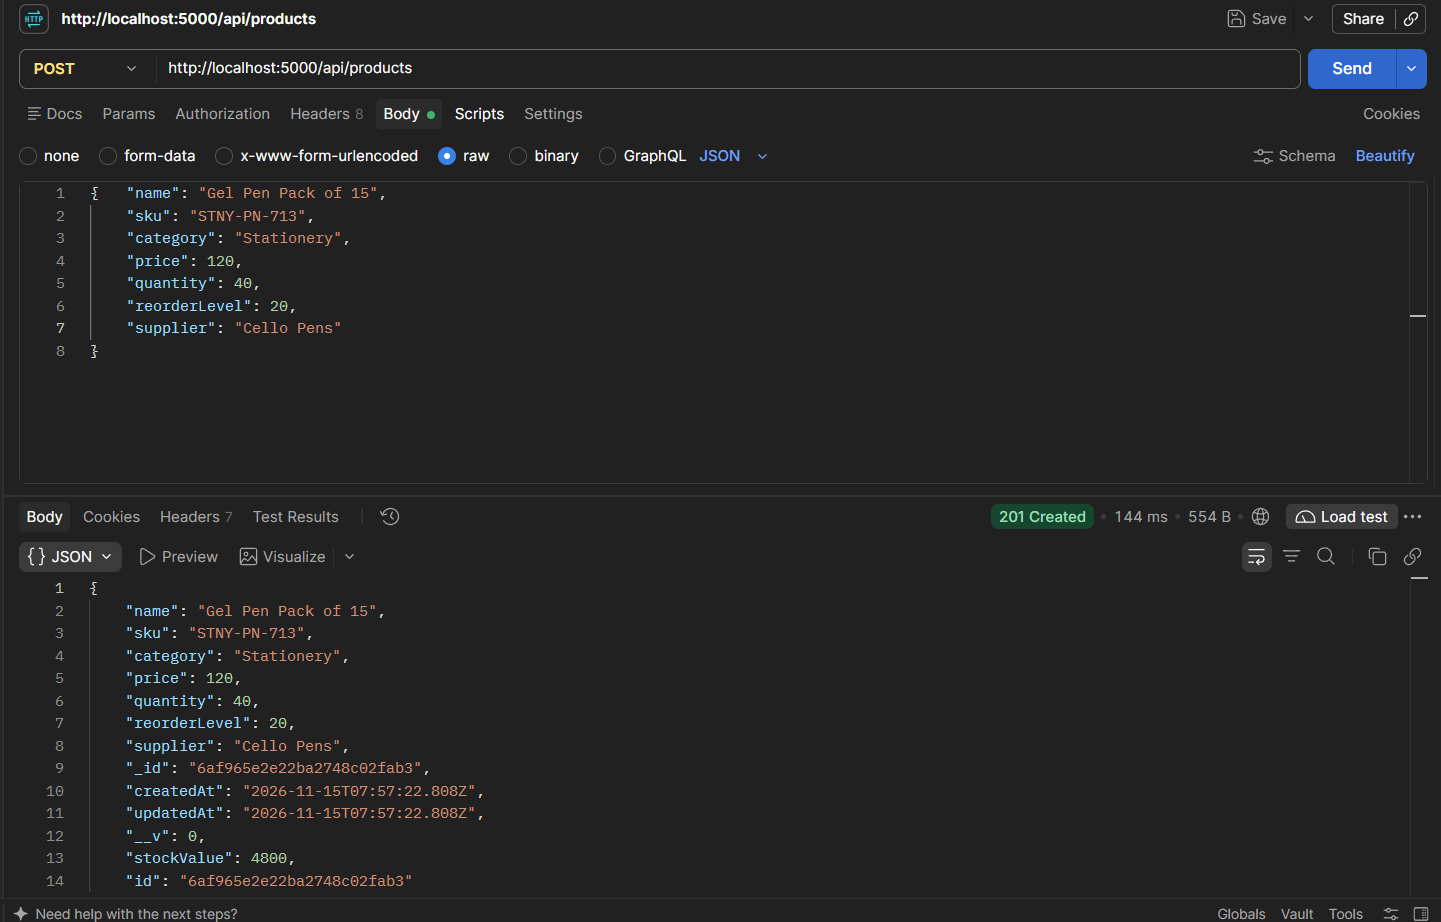 HTTP http://localhost:5000/api/products Save Share
POST http://localhost:5000/api/products Send
Docs Params Authorization Headers 8 Body Scripts Settings Cookies
none form-data x-www-form-urlencoded raw binary GraphQL JSON Schema Beautify
1 { "name": "Gel Pen Pack of 15",
2 "sku": "STNY-PN-713",
3 "category": "Stationery",
4 "price": 120,
5 "quantity": 40,
6 "reorderLevel": 20,
7 "supplier": "Cello Pens"
8 }
Body Cookies Headers 7 Test Results 201 Created • 144 ms • 554 B • Load test
{} JSON Preview Visualize
1 {
2 "name": "Gel Pen Pack of 15",
3 "sku": "STNY-PN-713",
4 "category": "Stationery",
5 "price": 120,
6 "quantity": 40,
7 "reorderLevel": 20,
8 "supplier": "Cello Pens",
9 "_id": "6af965e2e22ba2748c02fab3",
10 "createdAt": "2026-11-15T07:57:22.808Z",
11 "updatedAt": "2026-11-15T07:57:22.808Z",
12 "__v": 0,
13 "stockValue": 4800,
14 "id": "6af965e2e22ba2748c02fab3"
Need help with the next steps? Globals Vault Tools